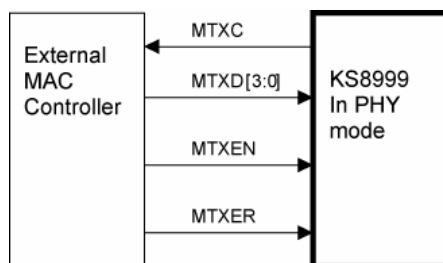 MTXC
External
MAC
Controller
MTXD[3:0]
KS8999
In PHY
mode
MTXEN
MTXER